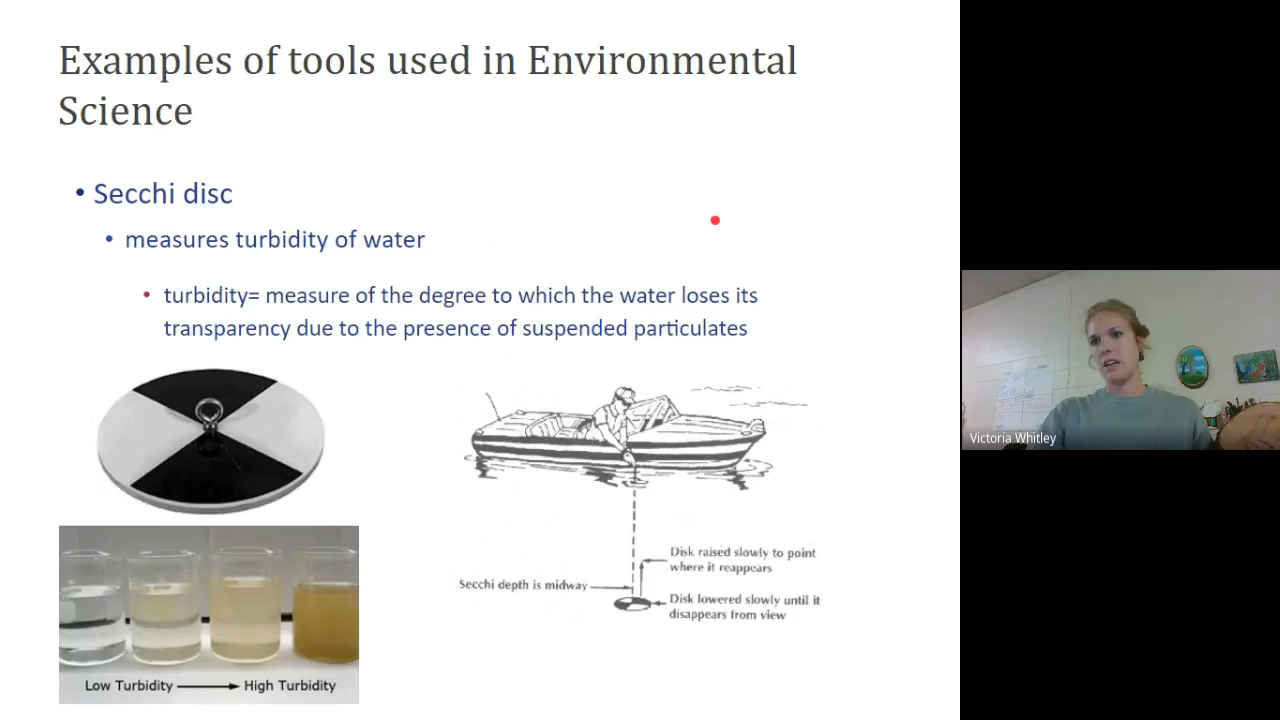 Examples of tools used in Environmental
Science
• Secchi disc
• measures turbidity of water
• turbidity= measure of the degree to which the water loses its
transparency due to the presence of suspended particulates
Disk raised slowly to point
where it reappears
Secchi depth is midway
Disk lowered slowly until it
disappears from view
Low Turbidity
High Turbidity
Victoria Whitley